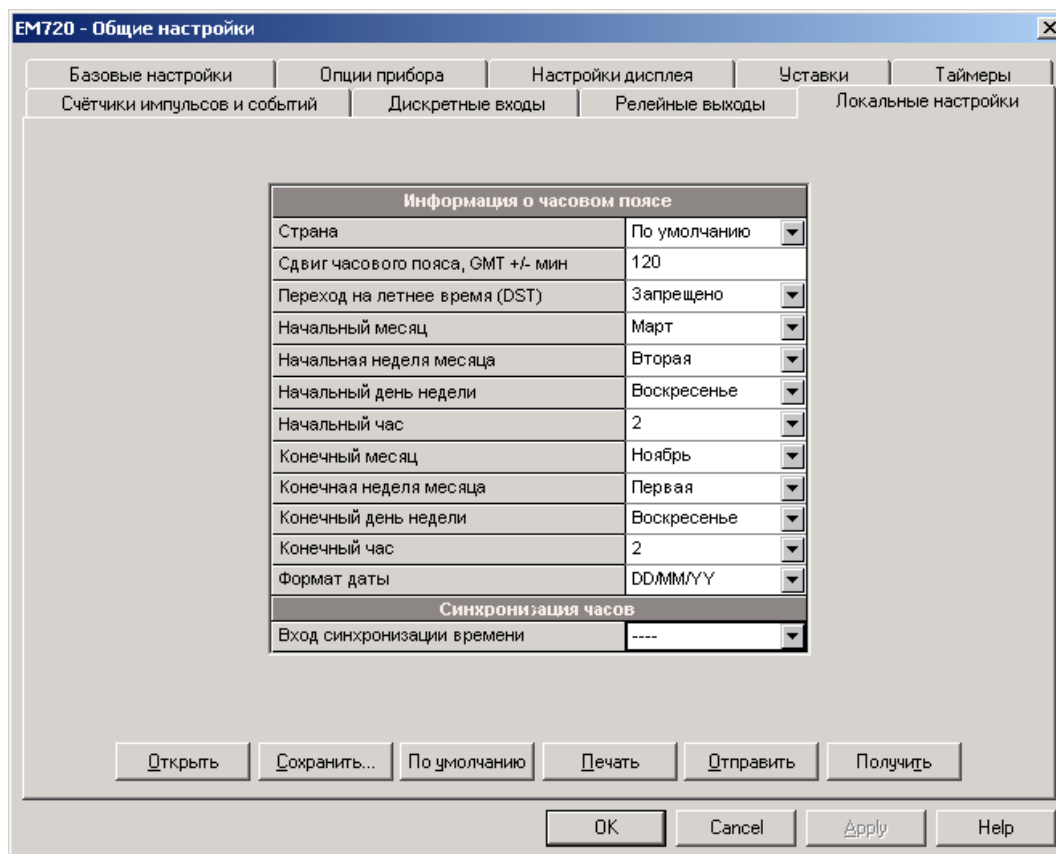 EM720 - Общие настройки
Базовые настройки Опции прибора Настройки дисплея Уставки Таймеры
Счётчики импульсов и событий Дискретные входы Релейные выходы Локальные настройки
Информация о часовом поясе
Страна По умолчанию
Сдвиг часового пояса, GMT +/- мин 120
Переход на летнее время (DST) Запрещено
Начальный месяц Март
Начальная неделя месяца Вторая
Начальный день недели Воскресенье
Начальный час 2
Конечный месяц Ноябрь
Конечная неделя месяца Первая
Конечный день недели Воскресенье
Конечный час 2
Формат даты DD/MM/YY
Синхронизация часов
Вход синхронизации времени ----
Открыть Сохранить... По умолчанию Печать Отправить Получить
OK Cancel Apply Help